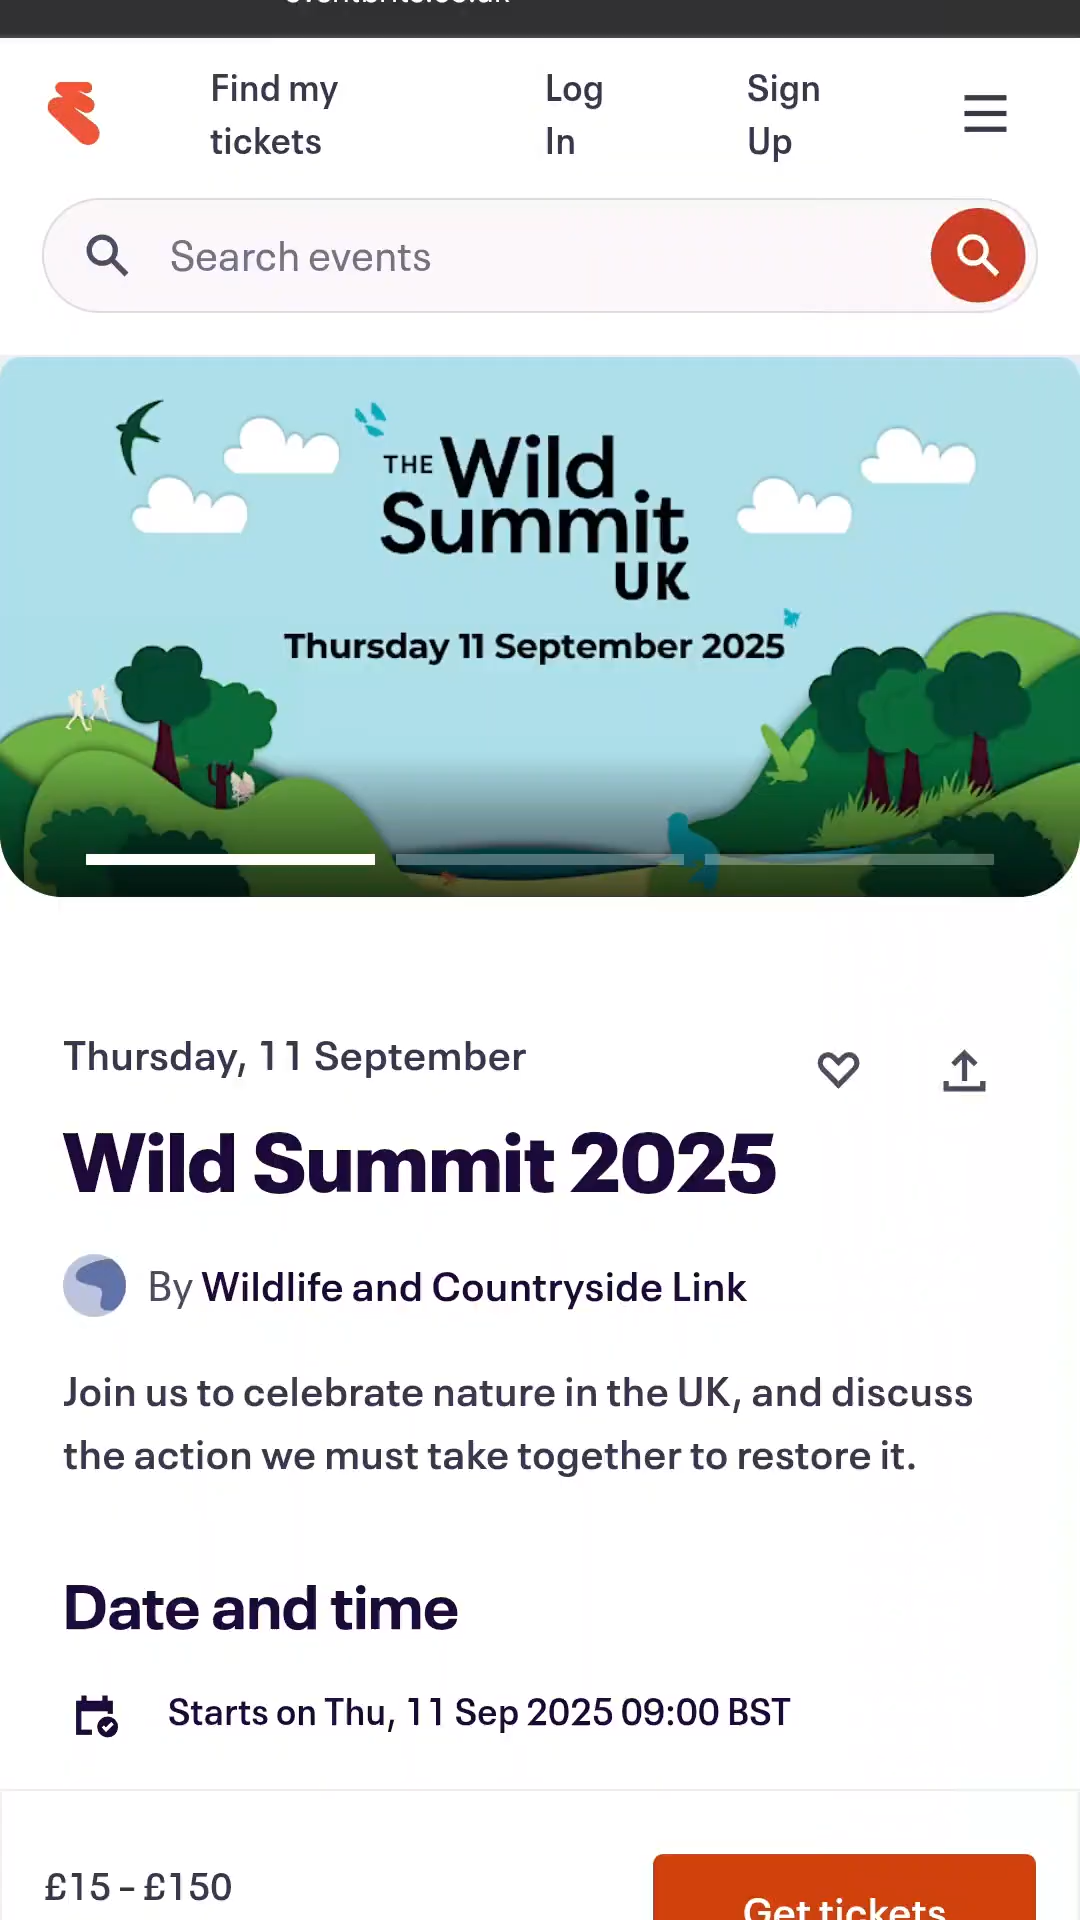 Find my
tickets
Log
In
Sign
Up
Search events
THE Wild
Summit
UK
Thursday 11 September 2025
Thursday, 11 September
Wild Summit 2025
By Wildlife and Countryside Link
Join us to celebrate nature in the UK, and discuss
the action we must take together to restore it.
Date and time
Starts on Thu, 11 Sep 2025 09:00 BST
£15 – £150
Get tickets